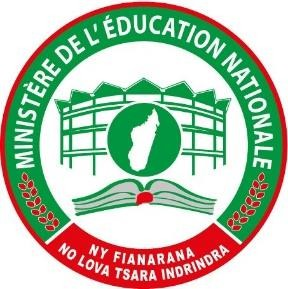 MINISTÈRE DE L'ÉDUCATION NATIONALE
NY FIANARANA
NO LOVA TSARA INDRINDRA